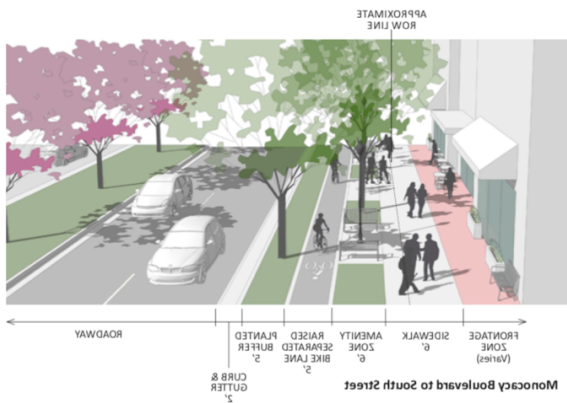 APPROXIMATE
ROW LINE
FRONTAGE
ZONE
(Varies)
SIDEWALK
6'
AMENITY
ZONE
6'
RAISED
SEPARATED
BIKE LANE
5'
PLANTED
BUFFER
5'
CURB &
GUTTER
2'
ROADWAY
Monocacy Boulevard to South Street